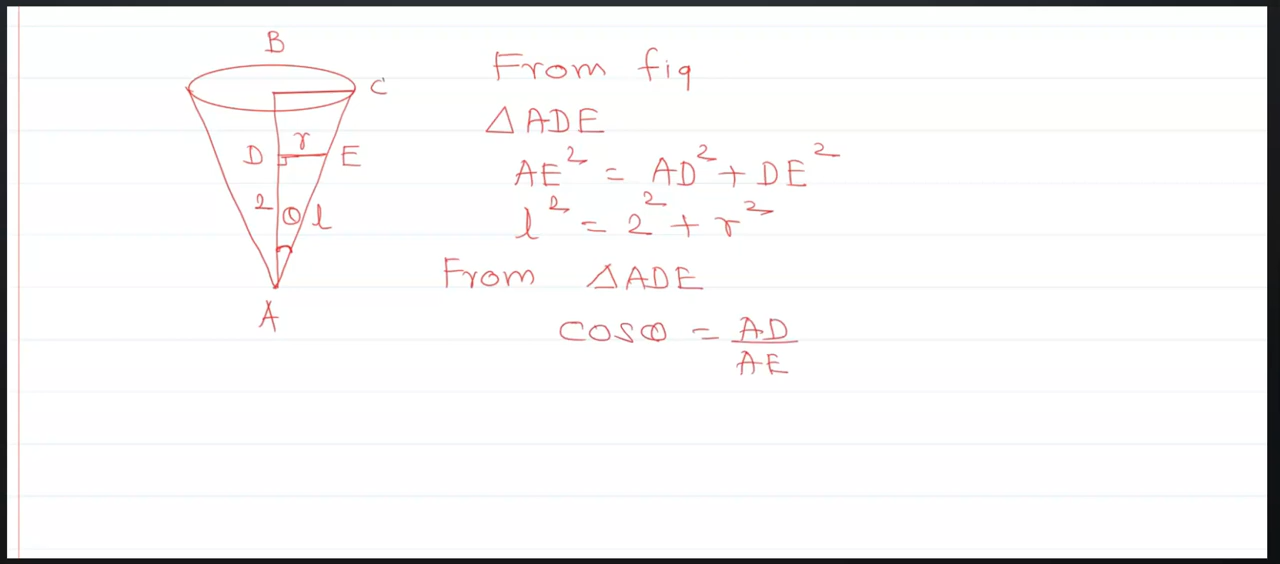 B
C
D
r
E
2
θ
l
A
From fig
△ADE
AE² = AD² + DE²
l² = 2² + r²
From △ADE
cosθ = AD/AE